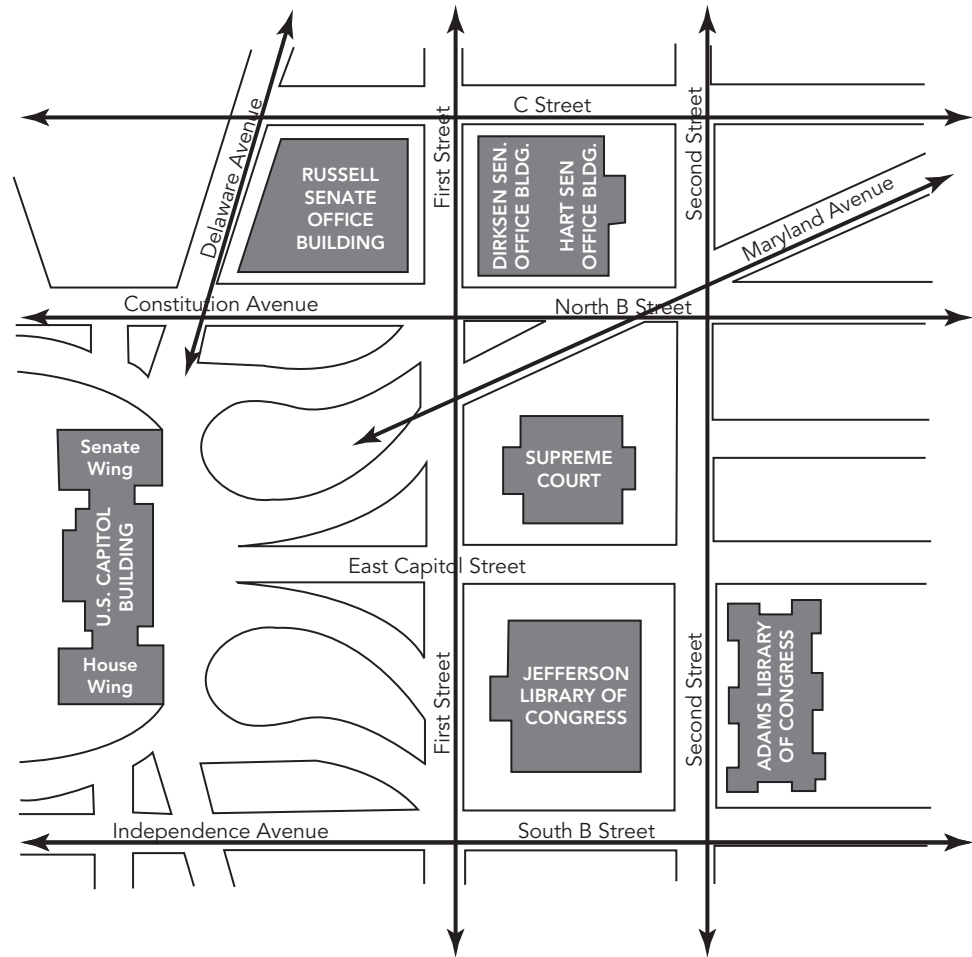 C Street
Delaware Avenue
First Street
Second Street
RUSSELL
SENATE
OFFICE
BUILDING
DIRKSEN SEN.
OFFICE BLDG.
HART SEN
OFFICE BLDG.
Maryland Avenue
Constitution Avenue
North B Street
Senate
Wing
U.S. CAPITOL
BUILDING
House
Wing
SUPREME
COURT
East Capitol Street
First Street
JEFFERSON
LIBRARY OF
CONGRESS
Second Street
ADAMS LIBRARY
OF CONGRESS
Independence Avenue
South B Street